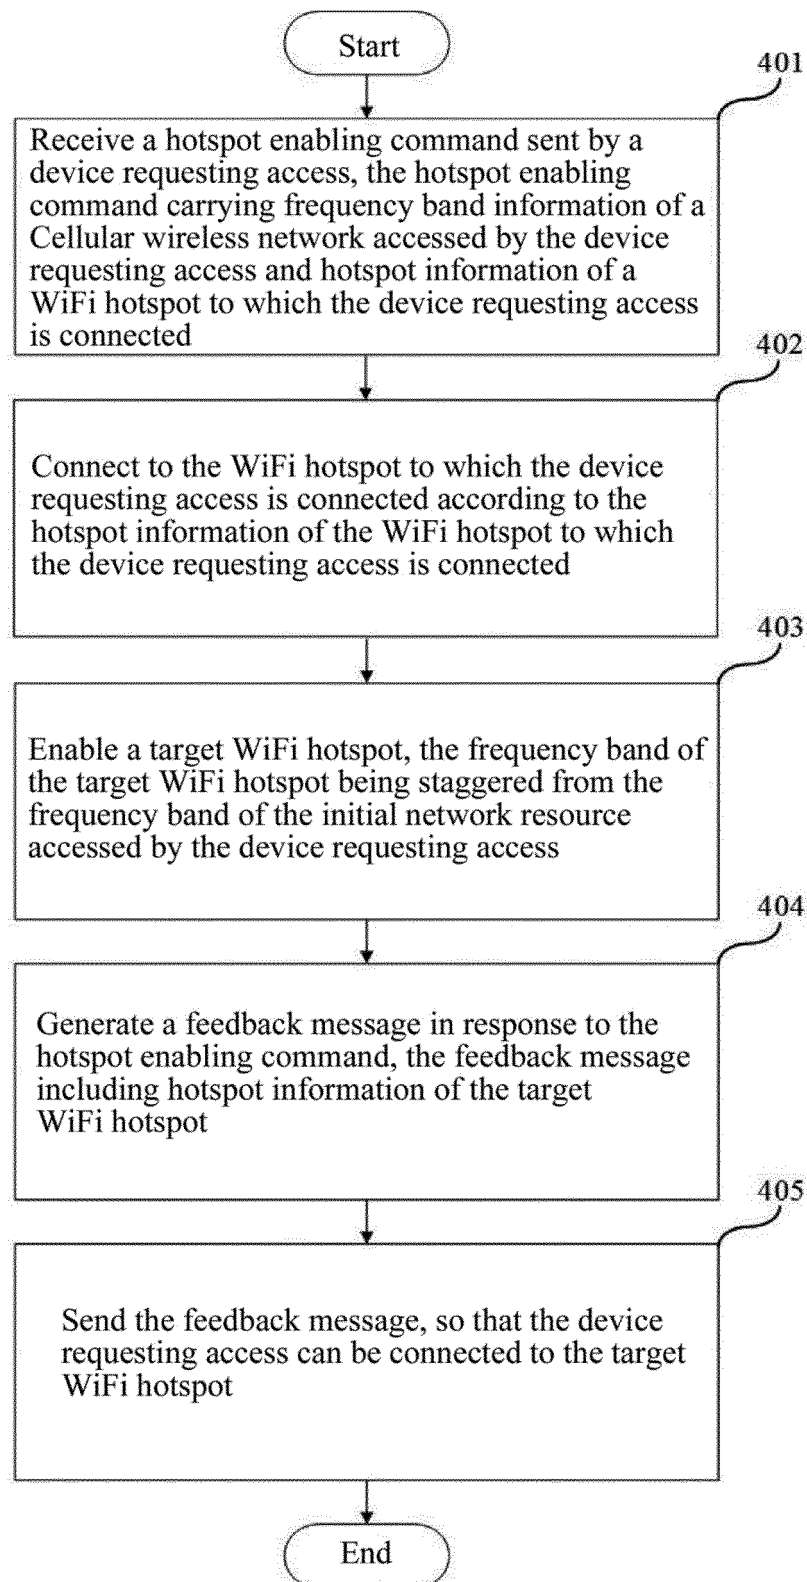 Start
401
Receive a hotspot enabling command sent by a
device requesting access, the hotspot enabling
command carrying frequency band information of a
Cellular wireless network accessed by the device
requesting access and hotspot information of a
WiFi hotspot to which the device requesting access
is connected
402
Connect to the WiFi hotspot to which the device
requesting access is connected according to the
hotspot information of the WiFi hotspot to which
the device requesting access is connected
403
Enable a target WiFi hotspot, the frequency band of
the target WiFi hotspot being staggered from the
frequency band of the initial network resource
accessed by the device requesting access
404
Generate a feedback message in response to the
hotspot enabling command, the feedback message
including hotspot information of the target
WiFi hotspot
405
Send the feedback message, so that the device
requesting access can be connected to the target
WiFi hotspot
End